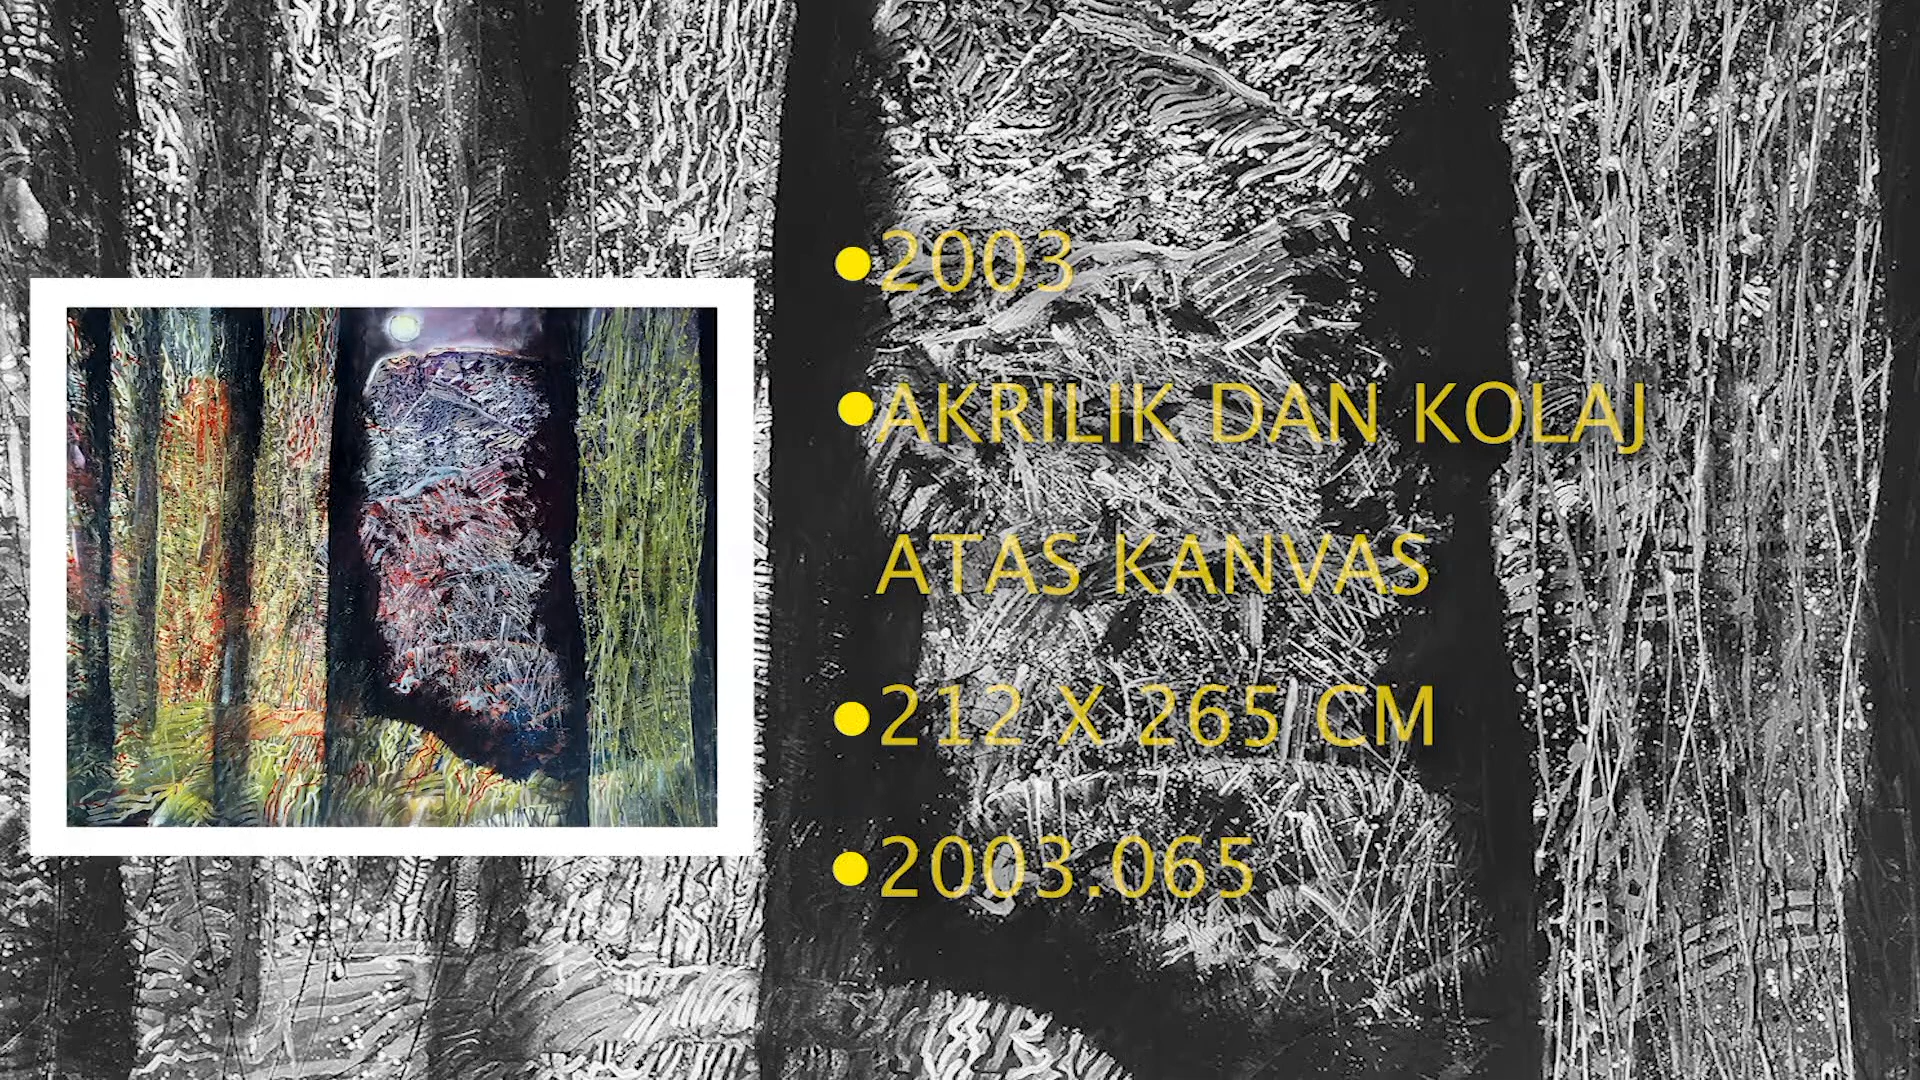 •2003
•AKRILIK DAN KOLAJ
ATAS KANVAS
•212 X 265 CM
•2003.065